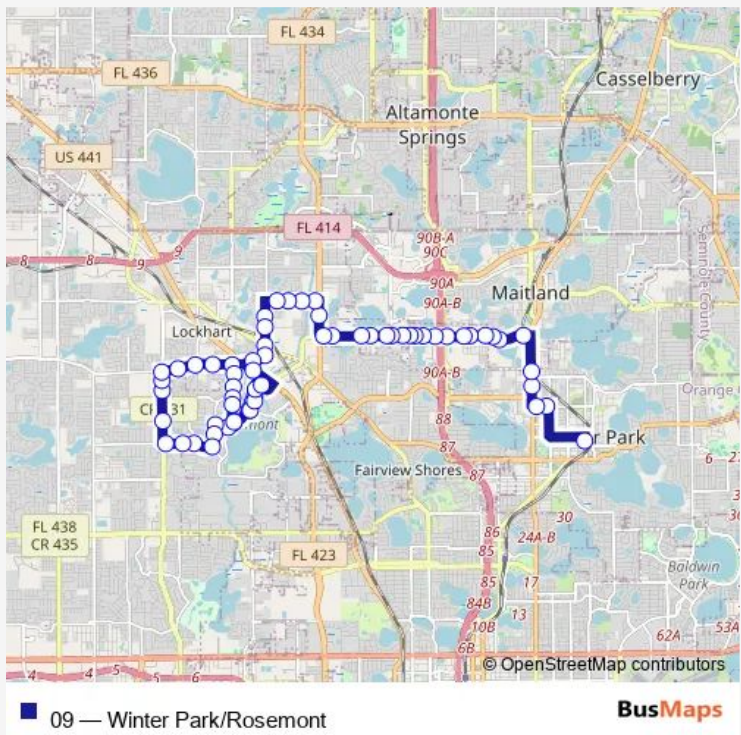 FL 434
FL 436
Casselberry
Altamonte
Springs
US 441
FL 414
90B-A
90C
8
8
9
9
90A
90A-B
Maitland
Seminole County
Lockhart
90A-B
Orange C
CR 431
88
mont
r Park
87
Fairview Shores
87
6
FL 438
CR 435
30
86
24A-B
85
FL 423
Baldwin
Park
85
17
84B
13
10B
62A
53A
6B
4
4
5
5
6
© OpenStreetMap contributors
09 — Winter Park/Rosemont
BusMaps